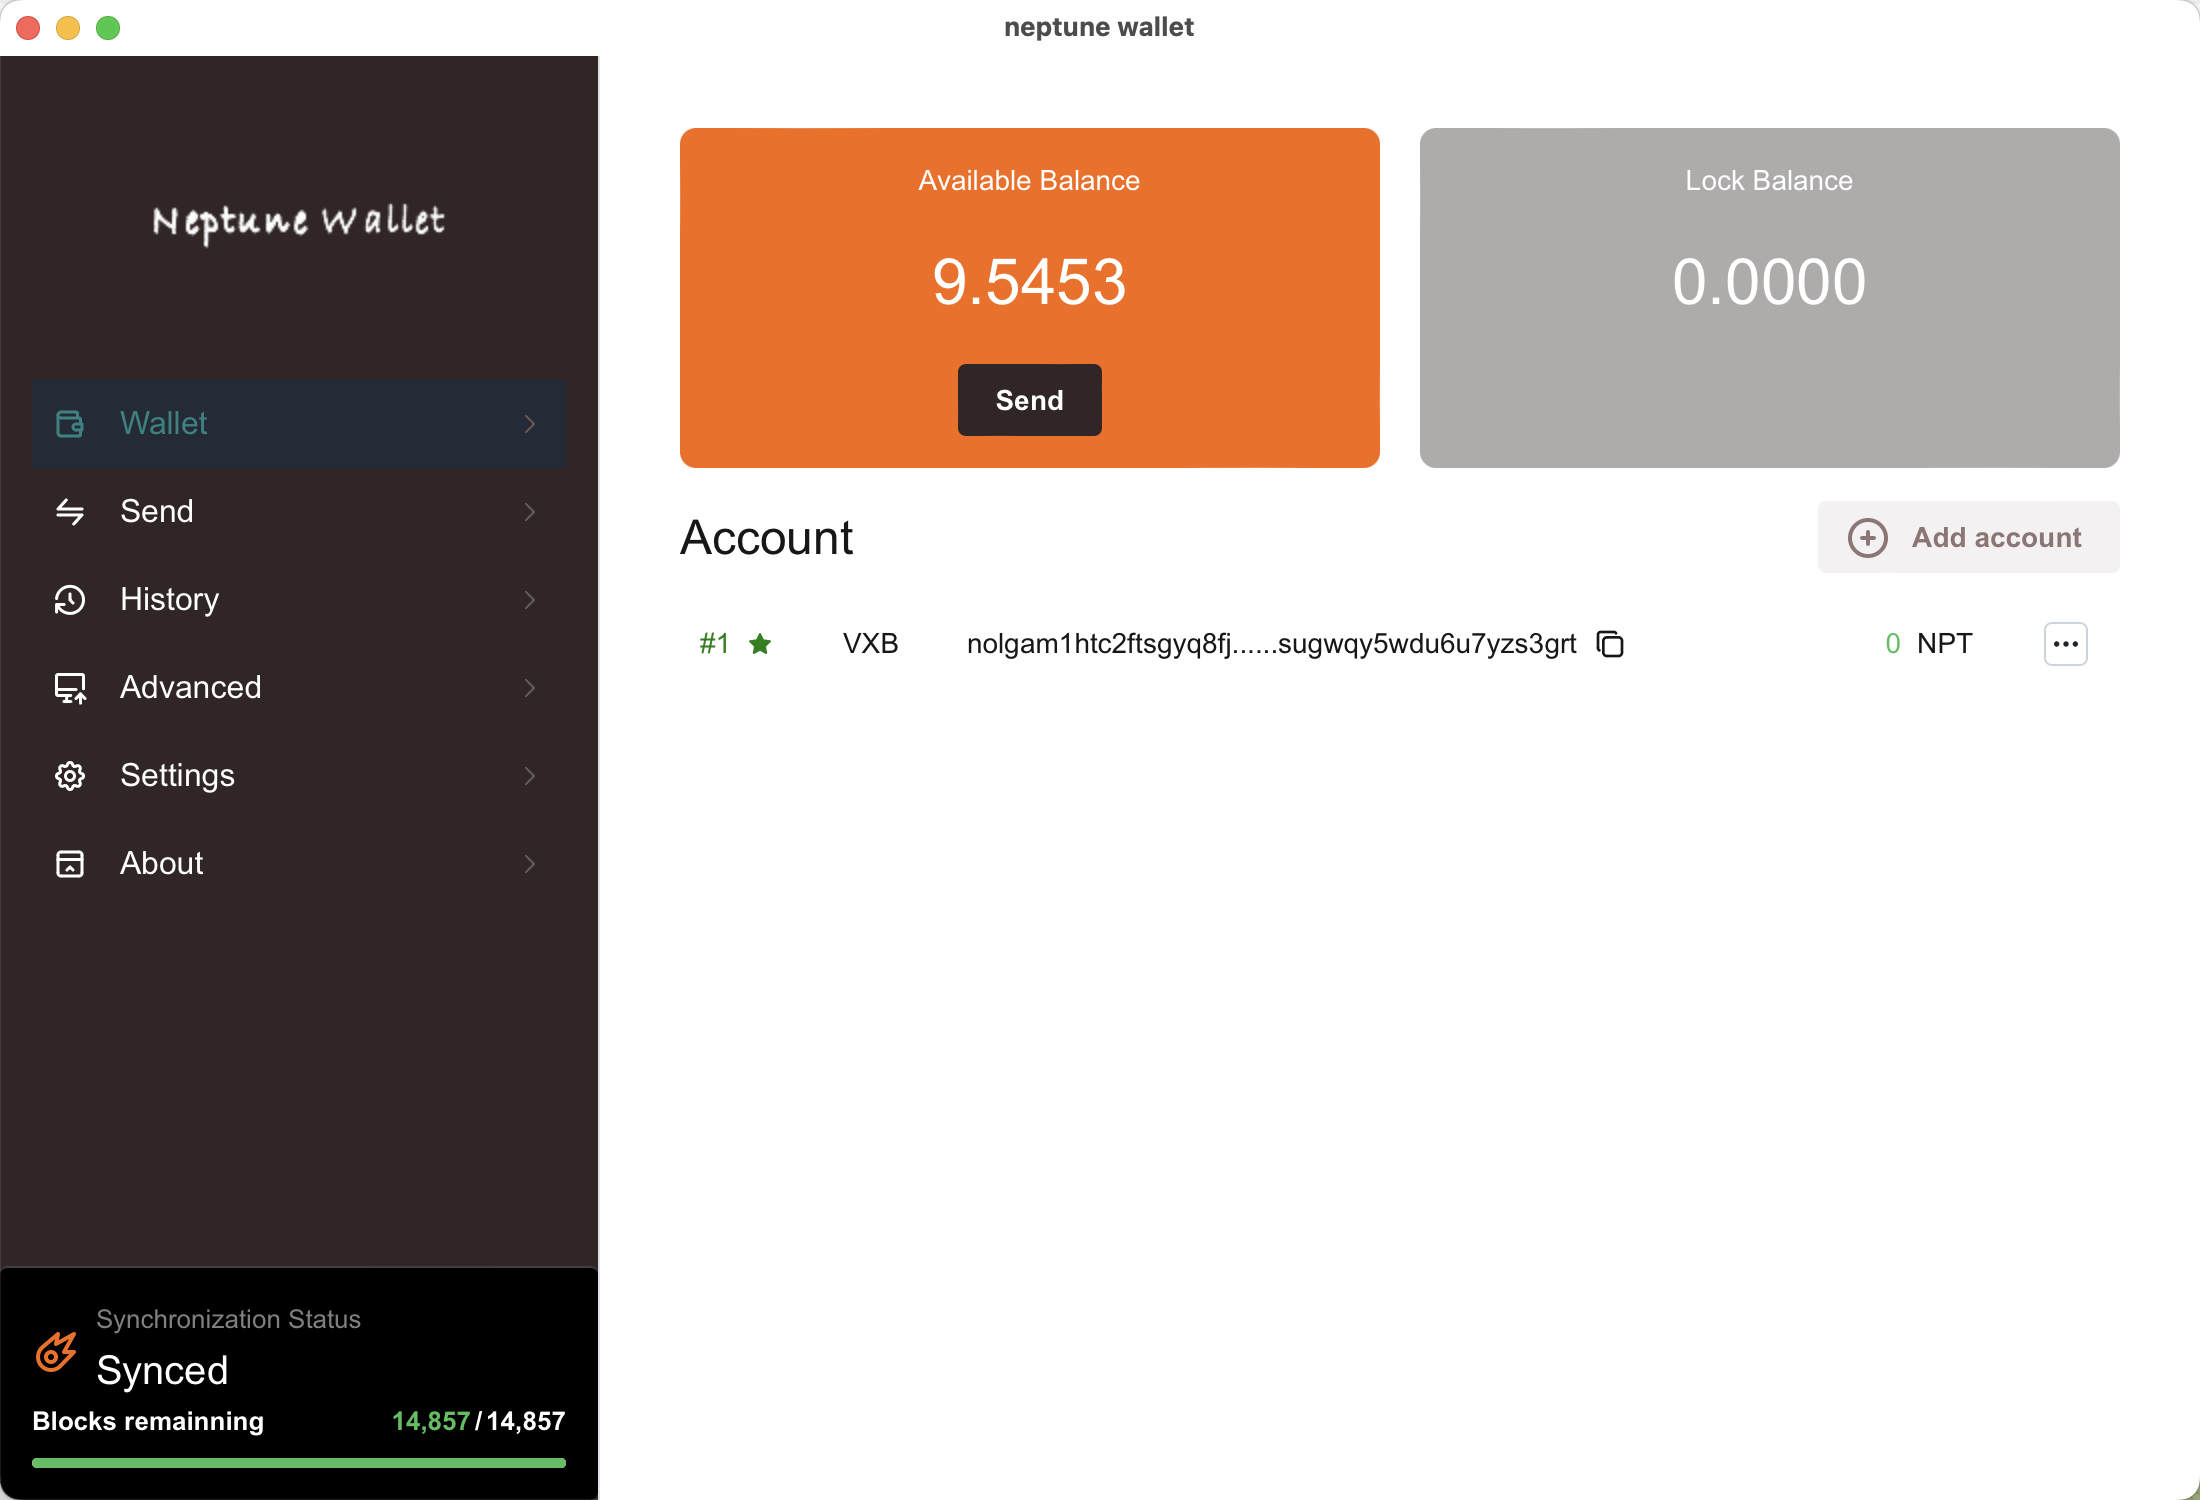 neptune wallet
Neptune Wallet
Wallet
Send
History
Advanced
Settings
About
Synchronization Status
Synced
Blocks remainning 14,857/14,857
Available Balance
9.5453
Send
Lock Balance
0.0000
Account
Add account
#1 VXB nolgam1htc2ftsgyq8fj......sugwqy5wdu6u7yzs3grt 0 NPT